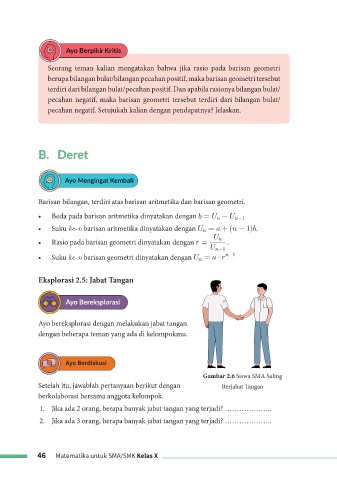 Ayo Berpikir Kritis
Seorang teman kalian mengatakan bahwa jika rasio pada barisan geometri
berupa bilangan bulat/bilangan pecahan positif, maka barisan geometri tersebut
terdiri dari bilangan bulat/pecahan positif. Dan apabila rasionya bilangan bulat/
pecahan negatif, maka barisan geometri tersebut terdiri dari bilangan bulat/
pecahan negatif. Setujukah kalian dengan pendapatnya? Jelaskan.
B. Deret
Ayo Mengingat Kembali
Barisan bilangan, terdiri atas barisan aritmetika dan barisan geometri.
• Beda pada barisan aritmetika dinyatakan dengan b = Uₙ − Uₙ₋₁
• Suku ke-n barisan aritmetika dinyatakan dengan Uₙ = a + (n − 1)b.
• Rasio pada barisan geometri dinyatakan dengan r = Uₙ / Uₙ₋₁ .
• Suku ke-n barisan geometri dinyatakan dengan Uₙ = a · rⁿ⁻¹
Eksplorasi 2.5: Jabat Tangan
Ayo Bereksplorasi
Ayo bereksplorasi dengan melakukan jabat tangan
dengan beberapa teman yang ada di kelompokmu.
Ayo Berdiskusi
Gambar 2.6 Siswa SMA Saling
Berjabat Tangan
Setelah itu, jawablah pertanyaan berikut dengan
berkolaborasi bersama anggota kelompok.
1. Jika ada 2 orang, berapa banyak jabat tangan yang terjadi? ………………..
2. Jika ada 3 orang, berapa banyak jabat tangan yang terjadi? ………………..
46 Matematika untuk SMA/SMK Kelas X